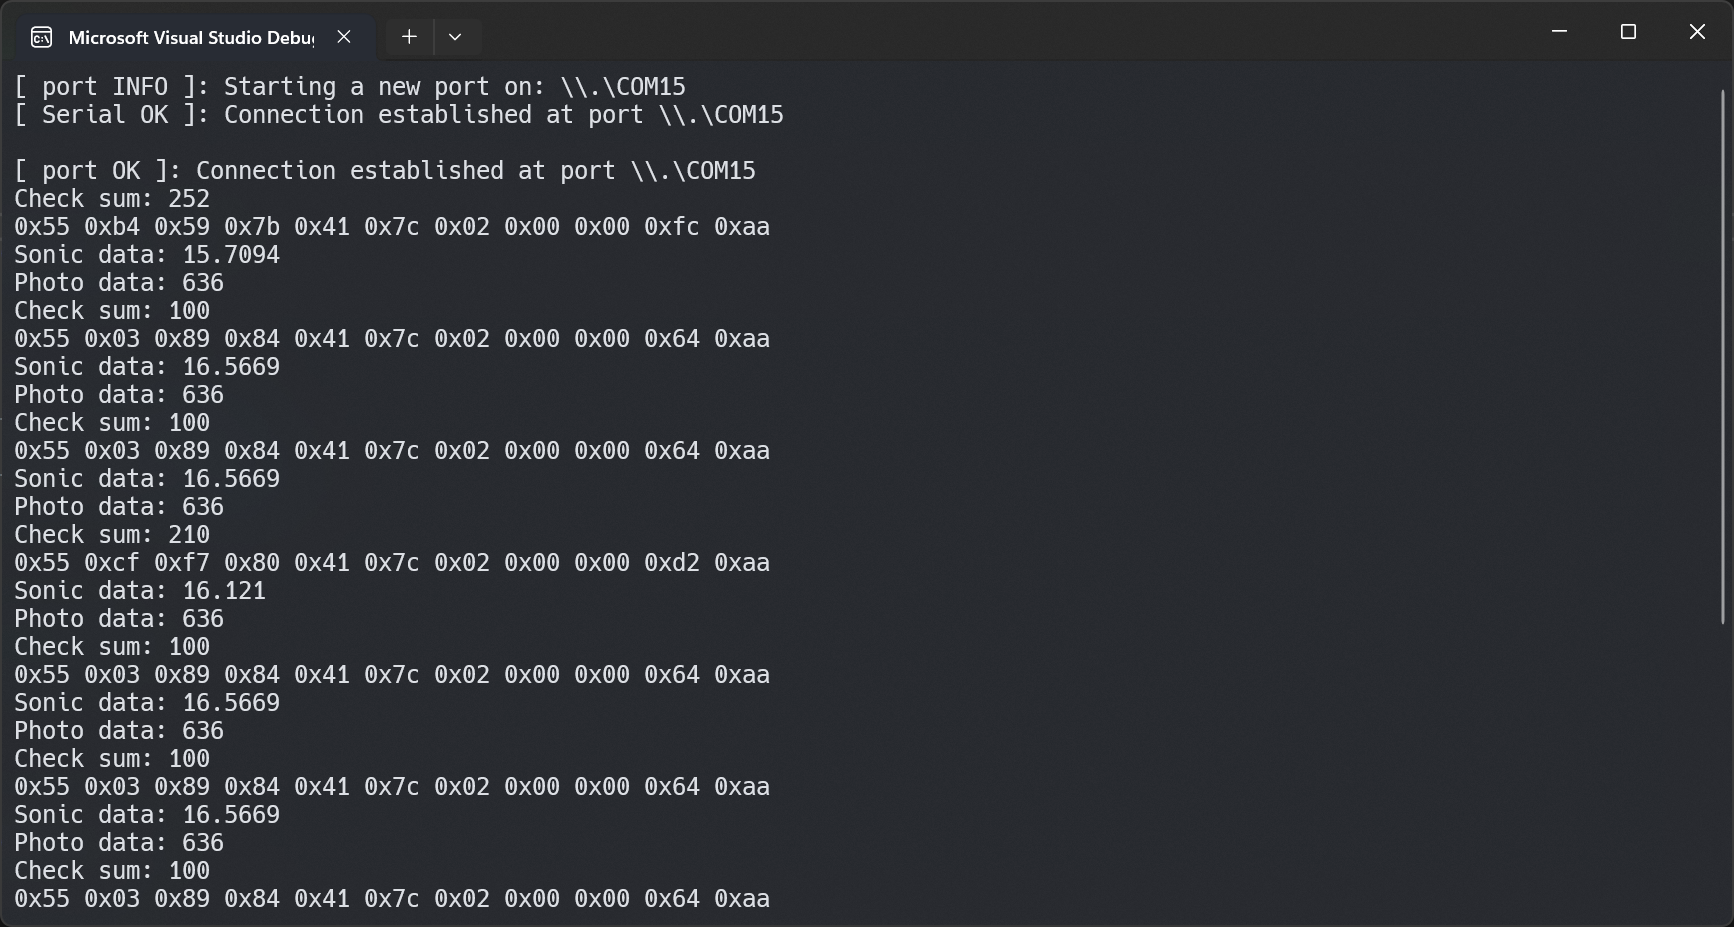 Microsoft Visual Studio Debug
[ port INFO ]: Starting a new port on: \\.\COM15
[ Serial OK ]: Connection established at port \\.\COM15
[ port OK ]: Connection established at port \\.\COM15
Check sum: 252
0x55 0xb4 0x59 0x7b 0x41 0x7c 0x02 0x00 0x00 0xfc 0xaa
Sonic data: 15.7094
Photo data: 636
Check sum: 100
0x55 0x03 0x89 0x84 0x41 0x7c 0x02 0x00 0x00 0x64 0xaa
Sonic data: 16.5669
Photo data: 636
Check sum: 100
0x55 0x03 0x89 0x84 0x41 0x7c 0x02 0x00 0x00 0x64 0xaa
Sonic data: 16.5669
Photo data: 636
Check sum: 210
0x55 0xcf 0xf7 0x80 0x41 0x7c 0x02 0x00 0x00 0xd2 0xaa
Sonic data: 16.121
Photo data: 636
Check sum: 100
0x55 0x03 0x89 0x84 0x41 0x7c 0x02 0x00 0x00 0x64 0xaa
Sonic data: 16.5669
Photo data: 636
Check sum: 100
0x55 0x03 0x89 0x84 0x41 0x7c 0x02 0x00 0x00 0x64 0xaa
Sonic data: 16.5669
Photo data: 636
Check sum: 100
0x55 0x03 0x89 0x84 0x41 0x7c 0x02 0x00 0x00 0x64 0xaa